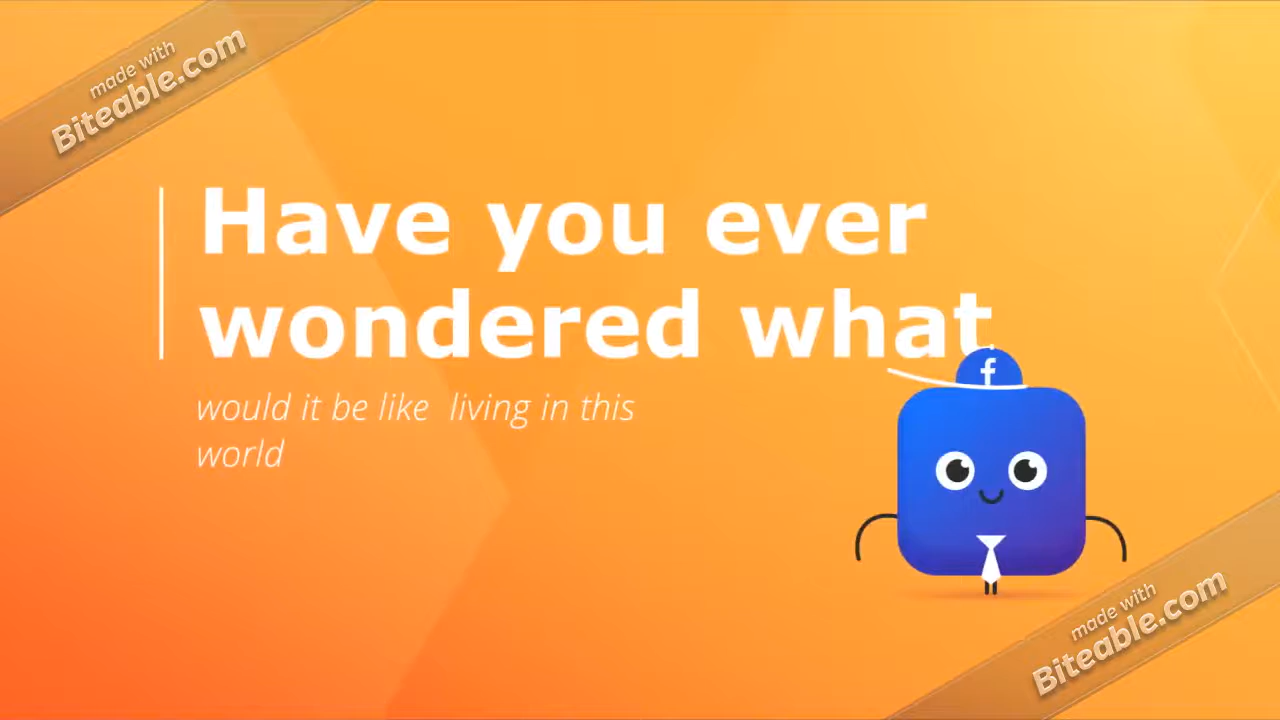 made with
Biteable.com
Have you ever
wondered what
would it be like  living in this
world
f
made with
Biteable.com